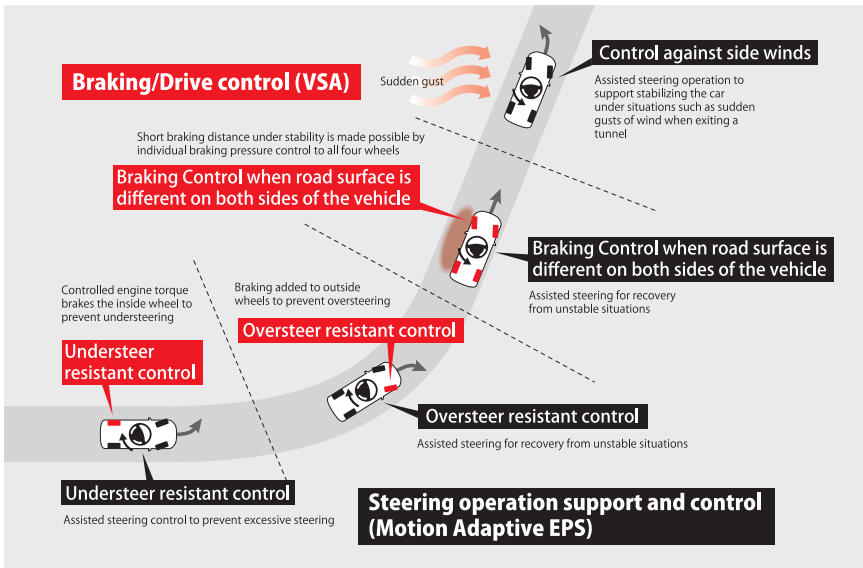 Braking/Drive control (VSA)
Sudden gust
Control against side winds
Assisted steering operation to
support stabilizing the car
under situations such as sudden
gusts of wind when exiting a
tunnel
Short braking distance under stability is made possible by
individual braking pressure control to all four wheels
Braking Control when road surface is
different on both sides of the vehicle
Braking Control when road surface is
different on both sides of the vehicle
Assisted steering for recovery
from unstable situations
Controlled engine torque
brakes the inside wheel to
prevent understeering
Understeer
resistant control
Braking added to outside
wheels to prevent oversteering
Oversteer resistant control
Oversteer resistant control
Assisted steering for recovery from unstable situations
Understeer resistant control
Assisted steering control to prevent excessive steering
Steering operation support and control
(Motion Adaptive EPS)